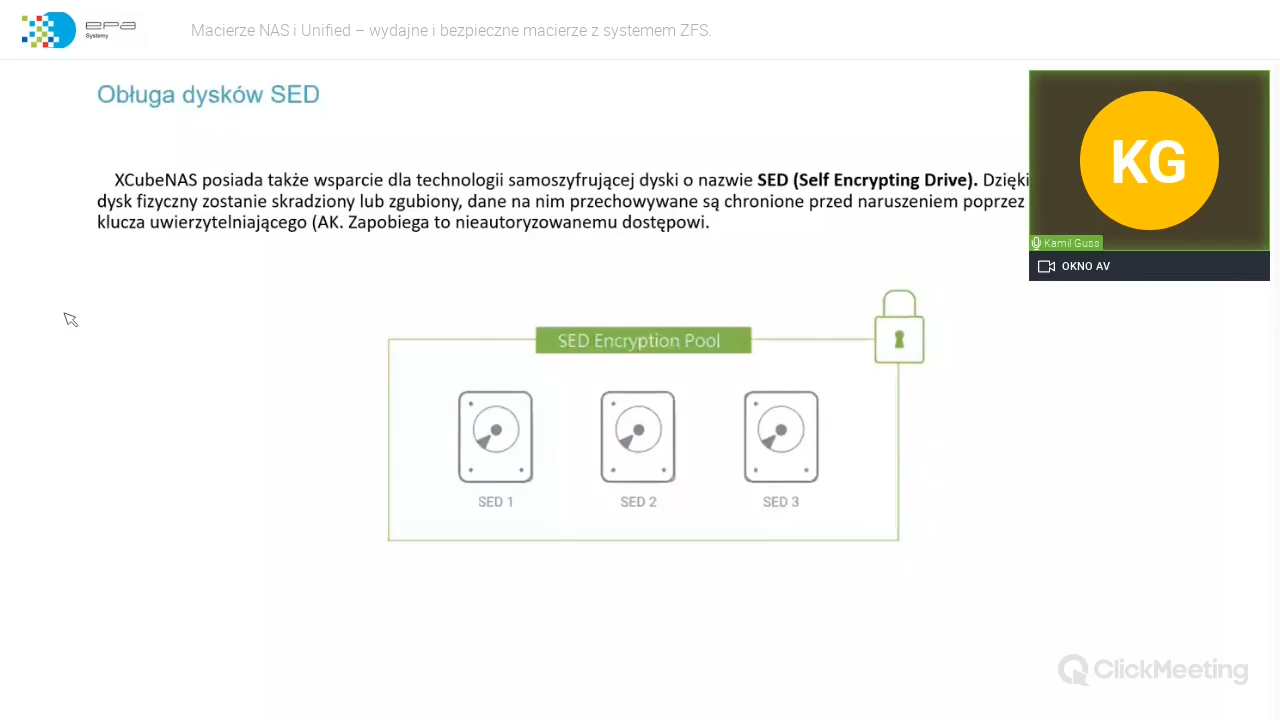 epa
Systemy
Macierze NAS i Unified – wydajne i bezpieczne macierze z systemem ZFS.
Obługa dysków SED
XCubeNAS posiada także wsparcie dla technologii samoszyfrującej dyski o nazwie SED (Self Encrypting Drive). Dzięki
dysk fizyczny zostanie skradziony lub zgubiony, dane na nim przechowywane są chronione przed naruszeniem poprzez
klucza uwierzytelniającego (AK. Zapobiega to nieautoryzowanemu dostępowi.
KG
Kamil Guss
OKNO AV
SED Encryption Pool
SED 1
SED 2
SED 3
ClickMeeting